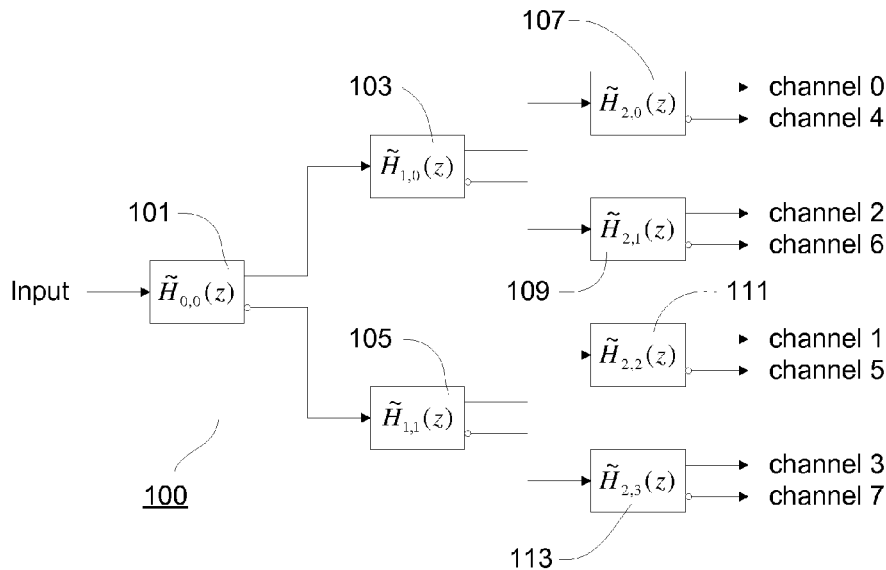 107
103
H̃2,0(z)
channel 0
channel 4
H̃1,0(z)
101
H̃2,1(z)
channel 2
channel 6
Input
H̃0,0(z)
109
111
105
H̃2,2(z)
channel 1
channel 5
H̃1,1(z)
100
H̃2,3(z)
channel 3
channel 7
113